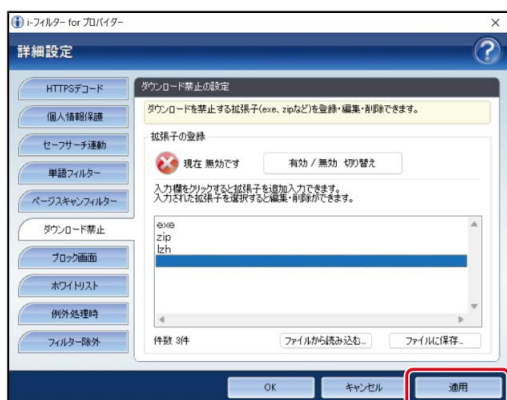 i-フィルター for プロバイダー
詳細設定
?
HTTPSデコード
個人情報保護
セーフサーチ連動
単語フィルター
ページスキャンフィルター
ダウンロード禁止
ブロック画面
ホワイトリスト
例外処理時
フィルター除外
ダウンロード禁止の設定
ダウンロードを禁止する拡張子(exe、zipなど)を登録・編集・削除できます。
拡張子の登録
現在 無効です
有効 / 無効 切り替え
入力欄をクリックすると拡張子を追加入力できます。
入力された拡張子を選択すると編集・削除ができます。
exe
zip
lzh
件数 3件
ファイルから読み込む...
ファイルに保存...
OK
キャンセル
適用